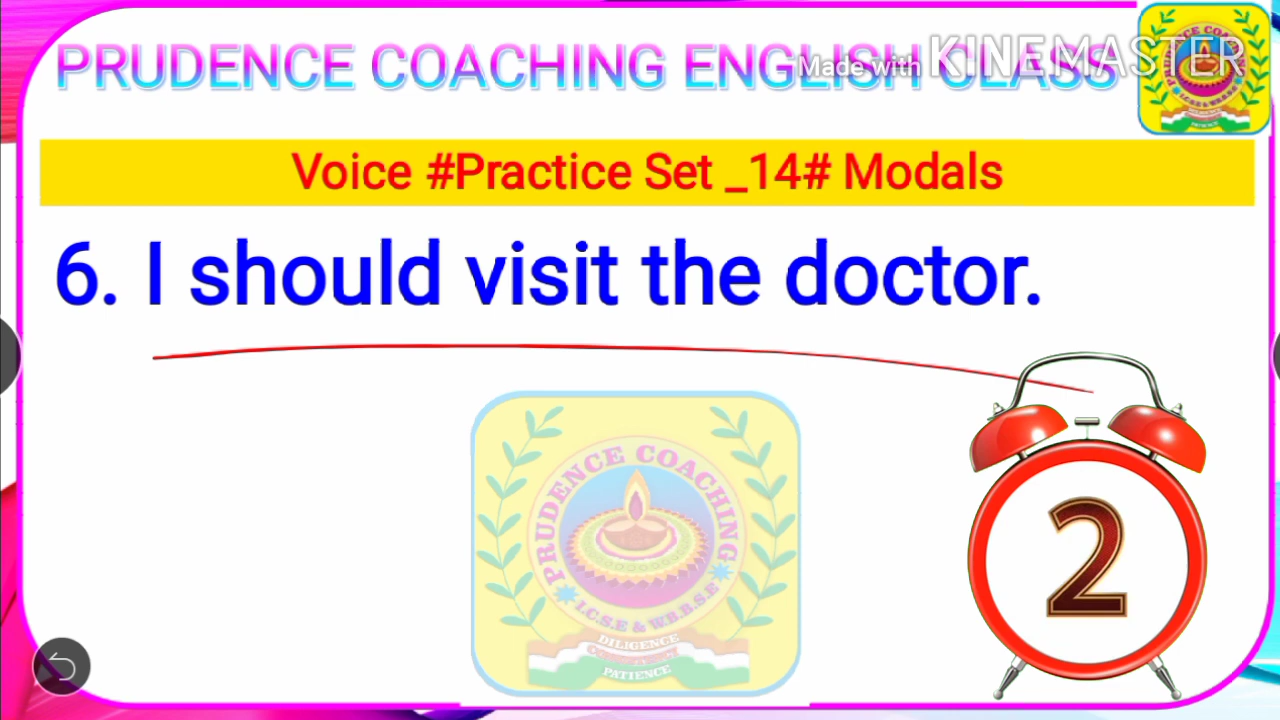 PRUDENCE COACHING ENGLISH CLASS
Made with KINEMASTER
Voice #Practice Set _14# Modals
6. I should visit the doctor.
PRUDENCE COACHING
I.C.S.E & W.B.B.S.E
DILIGENCE
PATIENCE
2